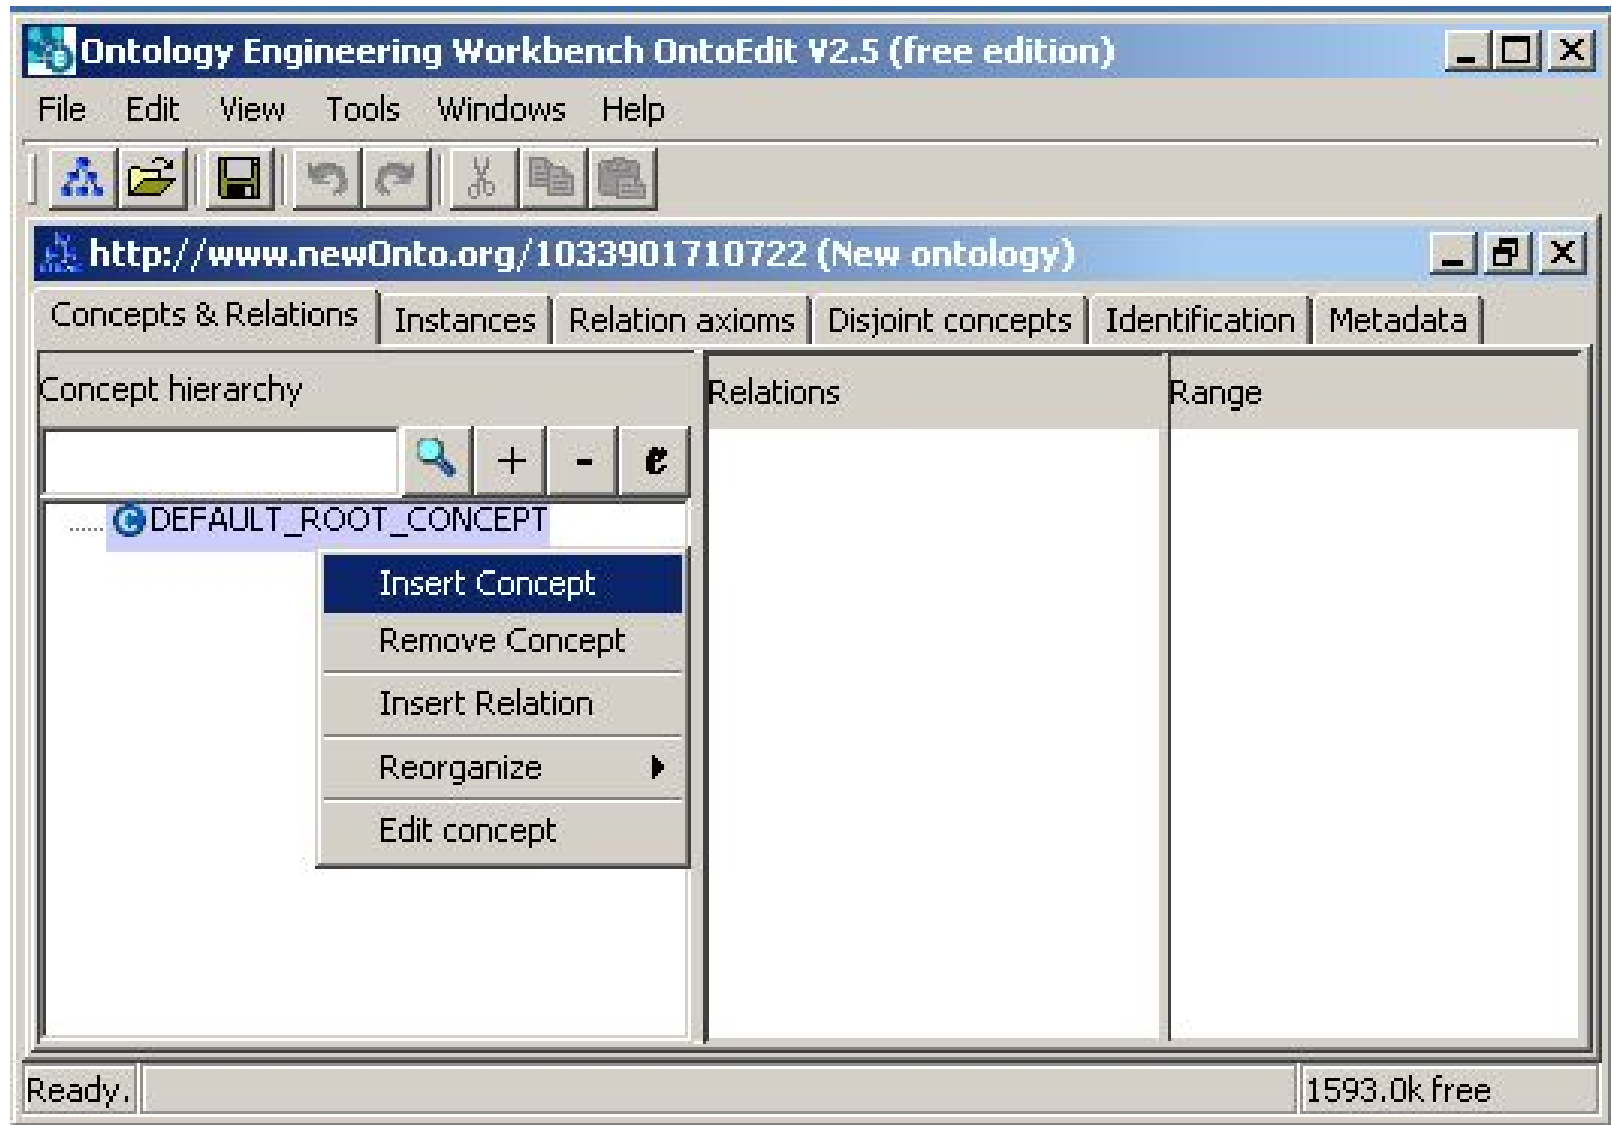 Ontology Engineering Workbench OntoEdit V2.5 (free edition)
File Edit View Tools Windows Help
http://www.newOnto.org/1033901710722 (New ontology)
Concepts & Relations Instances Relation axioms Disjoint concepts Identification Metadata
Concept hierarchy Relations Range
+ - e
DEFAULT_ROOT_CONCEPT
Insert Concept
Remove Concept
Insert Relation
Reorganize
Edit concept
Ready. 1593.0k free